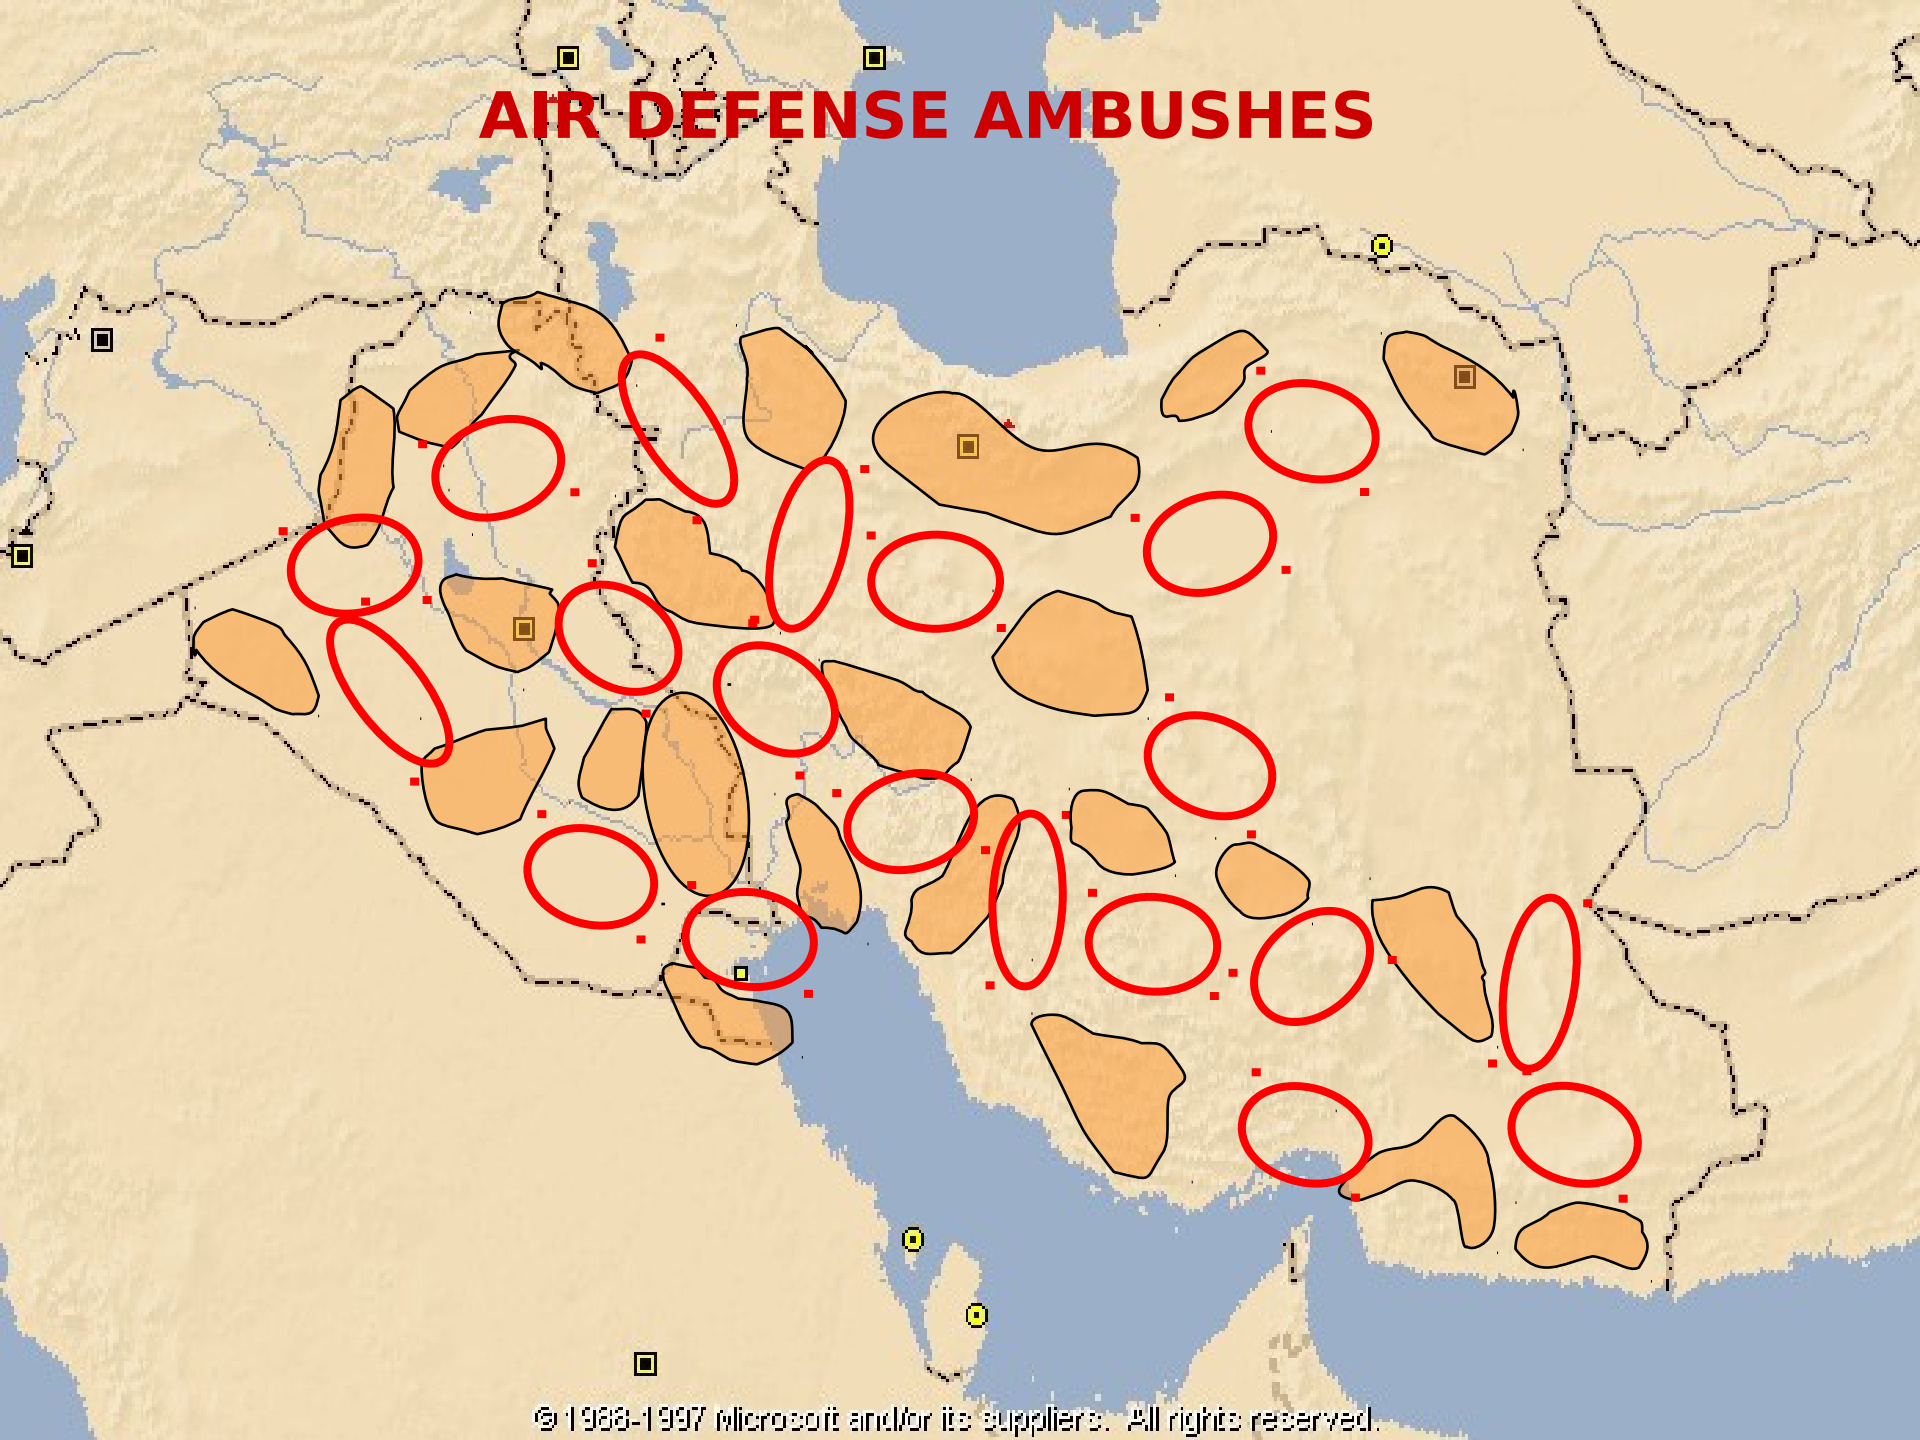 AIR DEFENSE AMBUSHES
© 1988-1997 Microsoft and/or its suppliers. All rights reserved.